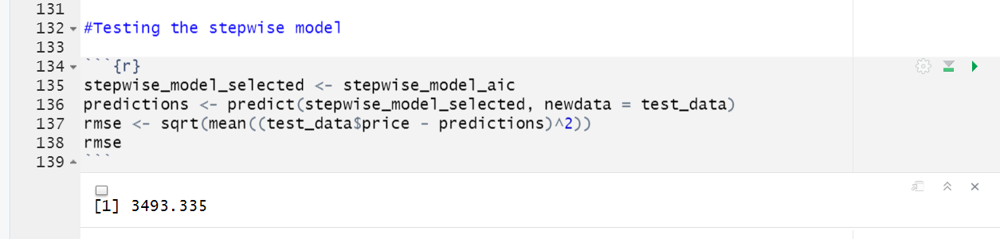 131
132 #Testing the stepwise model
133
134 ```{r}
135 stepwise_model_selected <- stepwise_model_aic
136 predictions <- predict(stepwise_model_selected, newdata = test_data)
137 rmse <- sqrt(mean((test_data$price - predictions)^2))
138 rmse
139 ```
[1] 3493.335